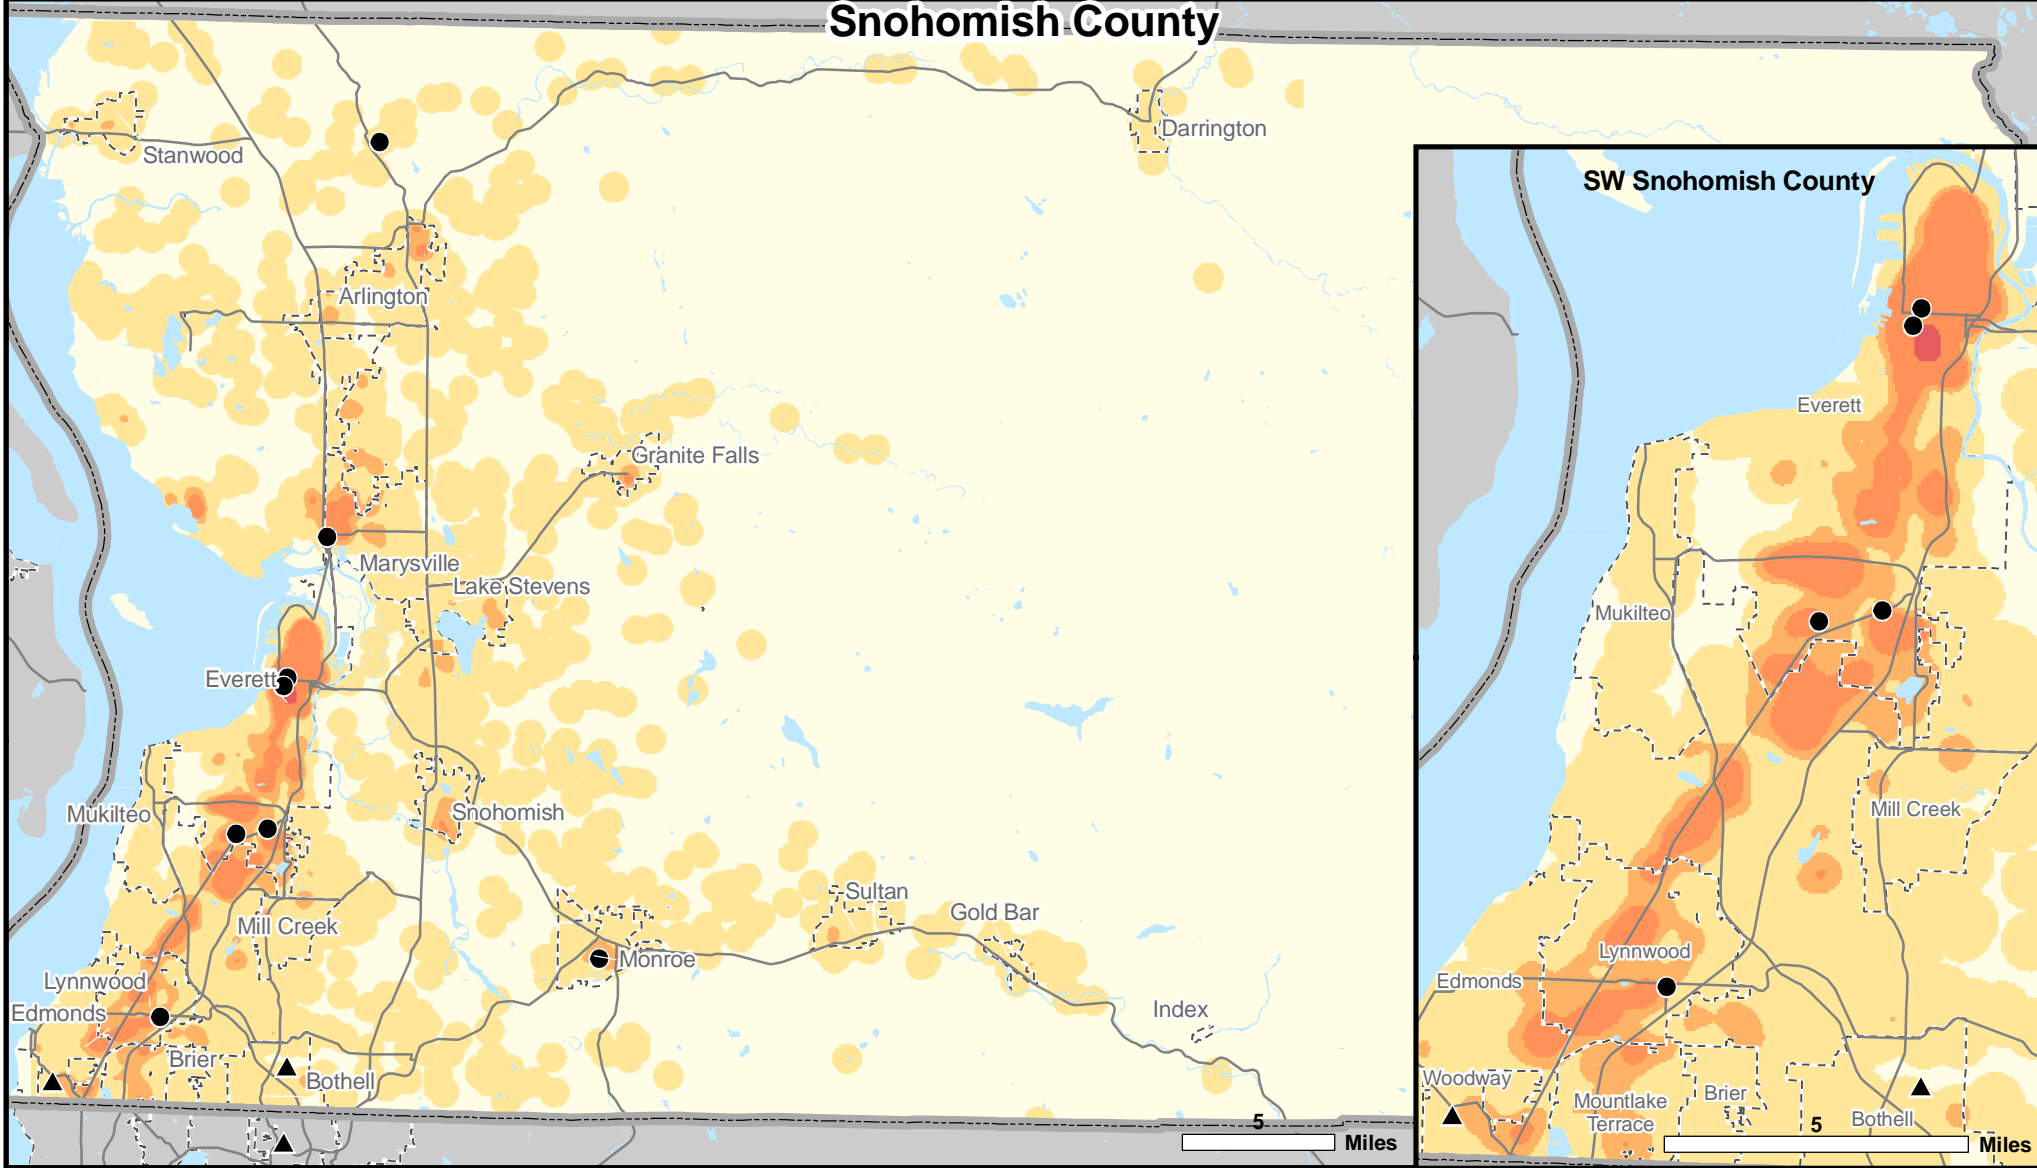 Snohomish County
Darrington
Stanwood
SW Snohomish County
Arlington
Everett
Granite Falls
Marysville
Lake Stevens
Mukilteo
Everett
Mukilteo
Snohomish
Mill Creek
Sultan
Gold Bar
Mill Creek
Lynnwood
Monroe
Lynnwood
Edmonds
Edmonds
Index
Brier
Bothell
Woodway
Mountlake
Terrace
Brier
Bothell
5
Miles
5
Miles